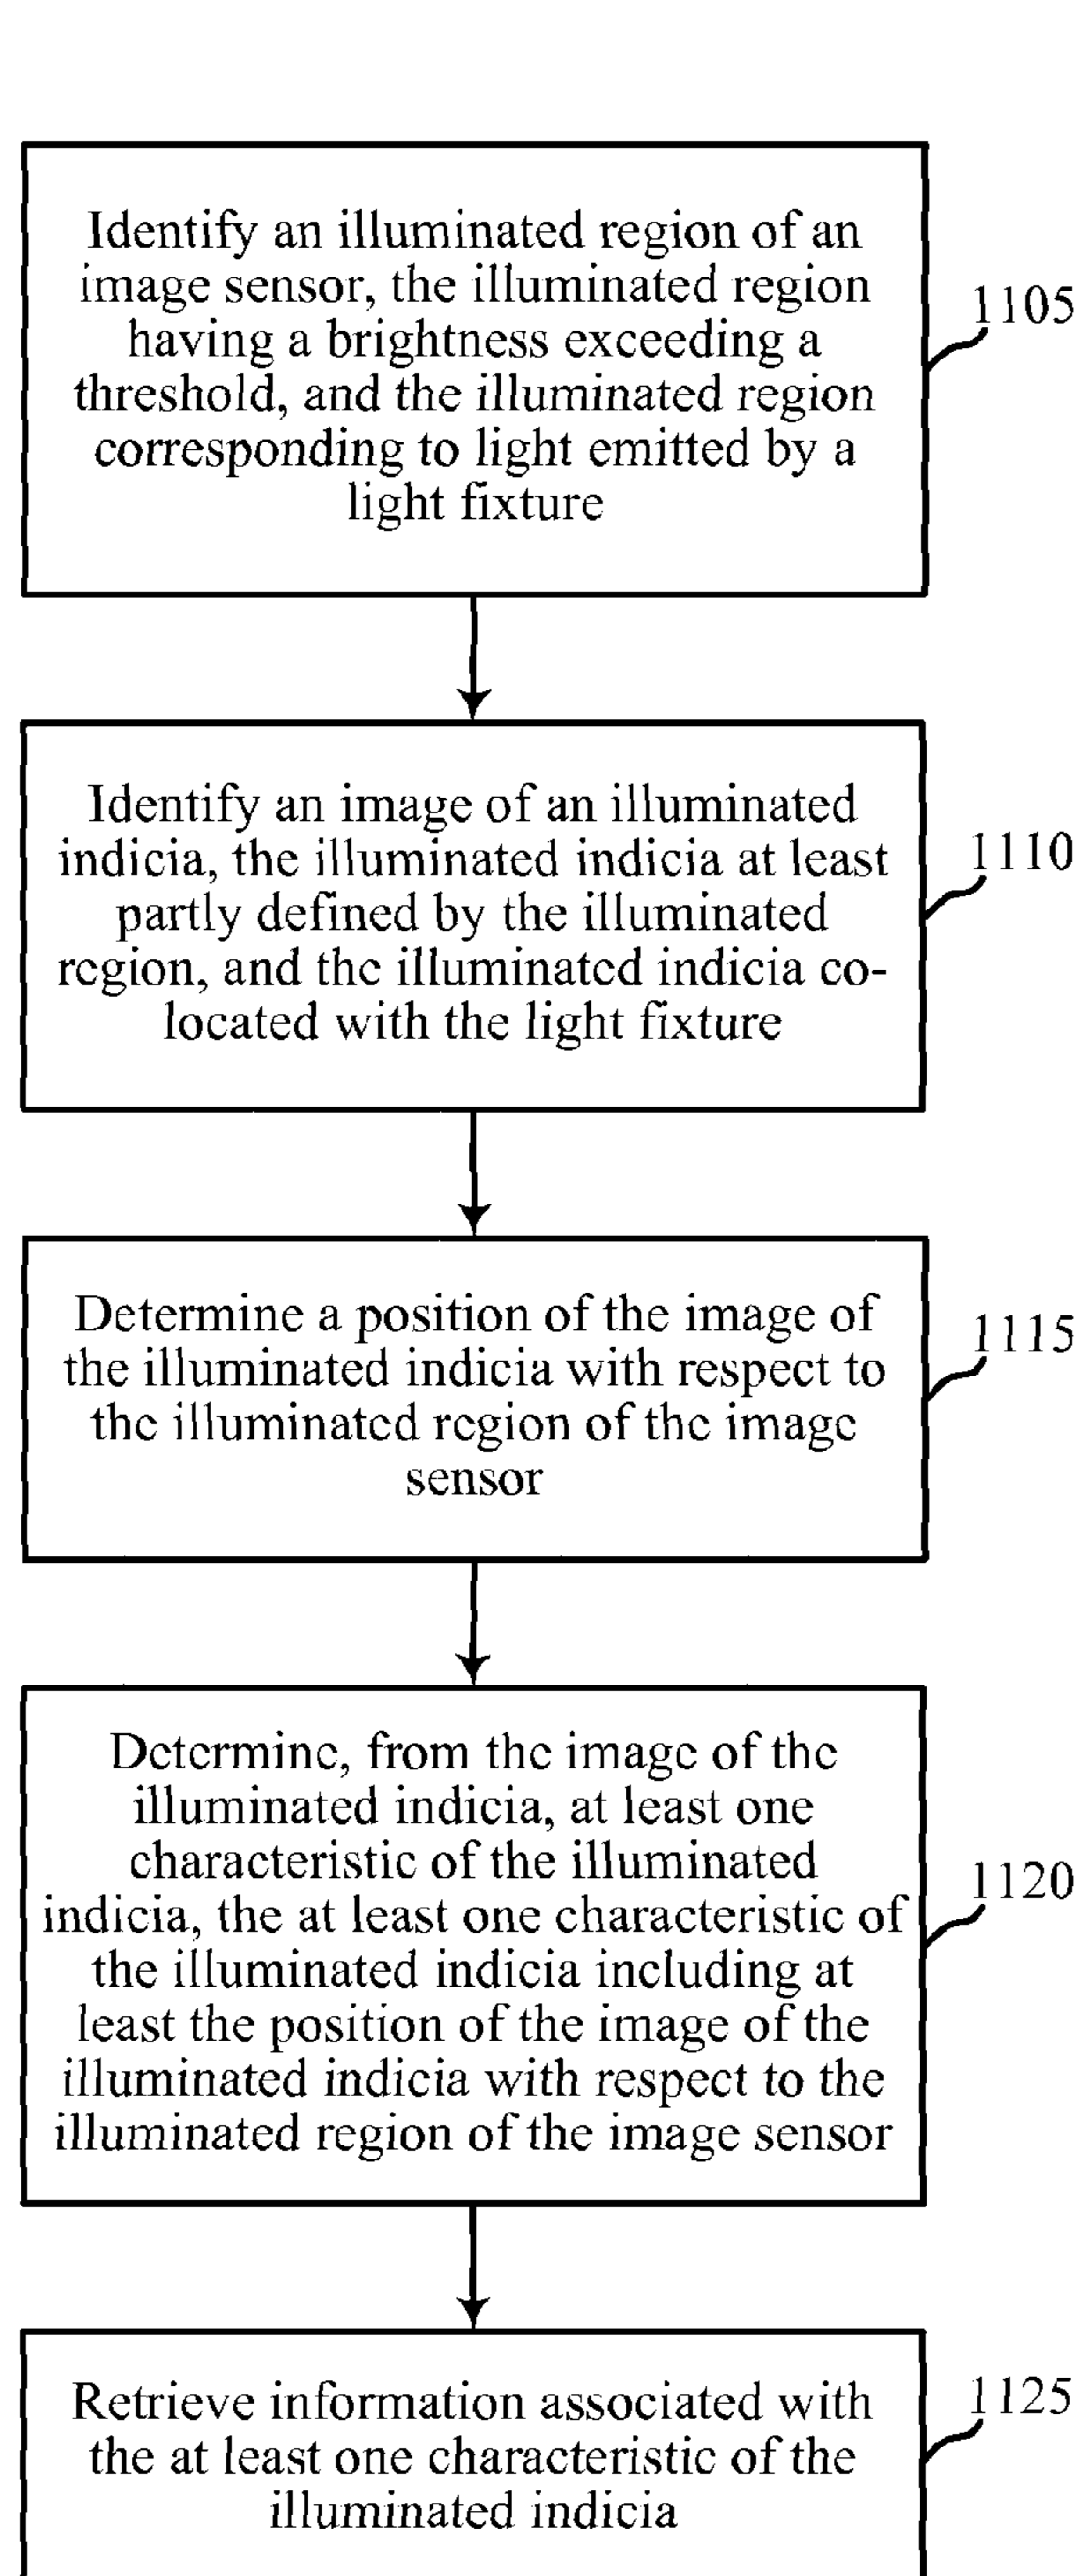 Identify an illuminated region of an
image sensor, the illuminated region
having a brightness exceeding a
threshold, and the illuminated region
corresponding to light emitted by a
light fixture
1105
Identify an image of an illuminated
indicia, the illuminated indicia at least
partly defined by the illuminated
region, and the illuminated indicia co-
located with the light fixture
1110
Determine a position of the image of
the illuminated indicia with respect to
the illuminated region of the image
sensor
1115
Determine, from the image of the
illuminated indicia, at least one
characteristic of the illuminated
indicia, the at least one characteristic of
the illuminated indicia including at
least the position of the image of the
illuminated indicia with respect to the
illuminated region of the image sensor
1120
Retrieve information associated with
the at least one characteristic of the
illuminated indicia
1125